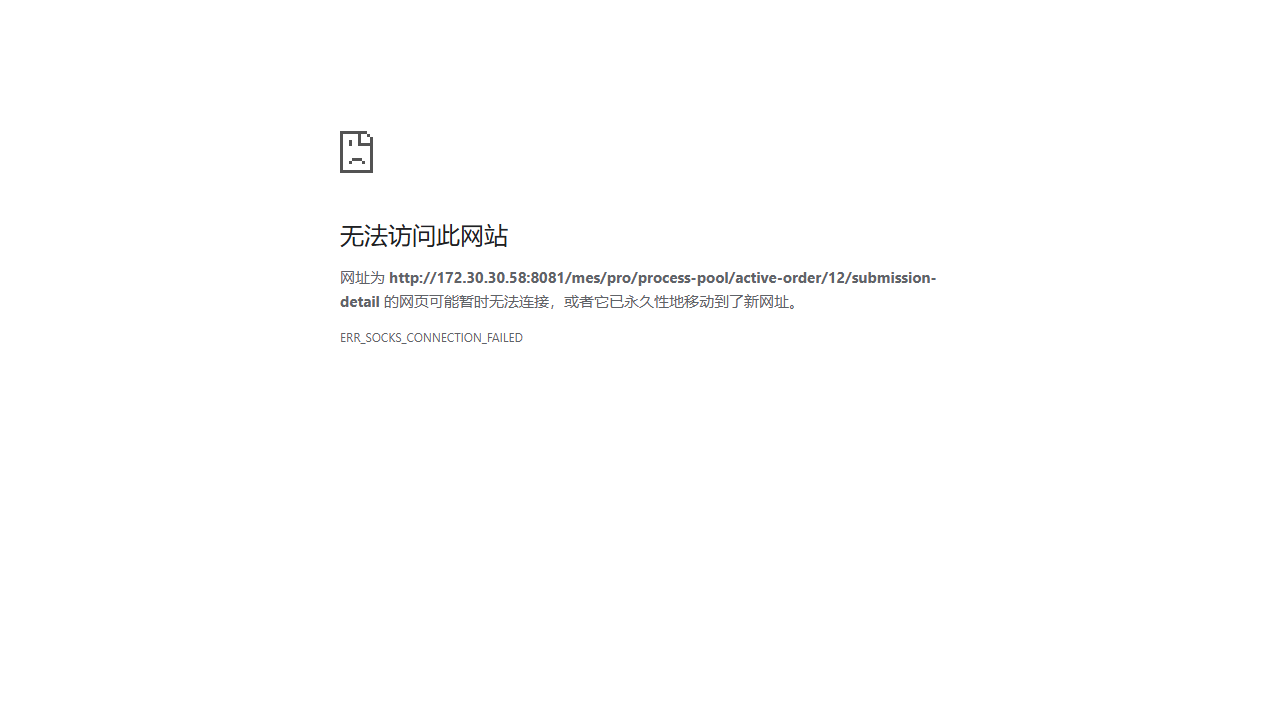 无法访问此网站
网址为 http://172.30.30.58:8081/mes/pro/process-pool/active-order/12/submission-
detail 的网页可能暂时无法连接，或者它已永久性地移动到了新网址。
ERR_SOCKS_CONNECTION_FAILED